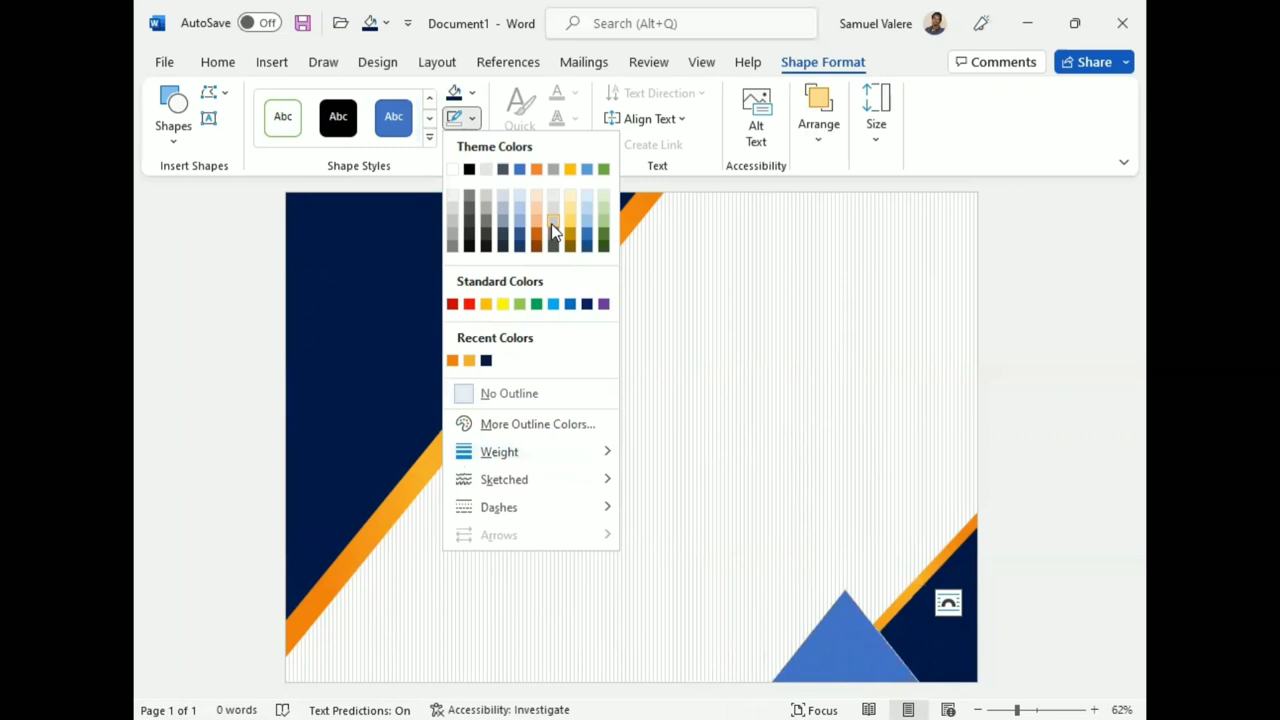 AutoSave Off Document1 - Word Search (Alt+Q) Samuel Valere
File Home Insert Draw Design Layout References Mailings Review View Help Shape Format Comments Share
Shapes
Insert Shapes
Abc Abc Abc
Shape Styles
Quick
Text Direction
Align Text
Create Link
Text
Alt
Text
Accessibility
Arrange
Size
Theme Colors
Standard Colors
Recent Colors
No Outline
More Outline Colors...
Weight
Sketched
Dashes
Arrows
Page 1 of 1 0 words Text Predictions: On Accessibility: Investigate Focus 62%